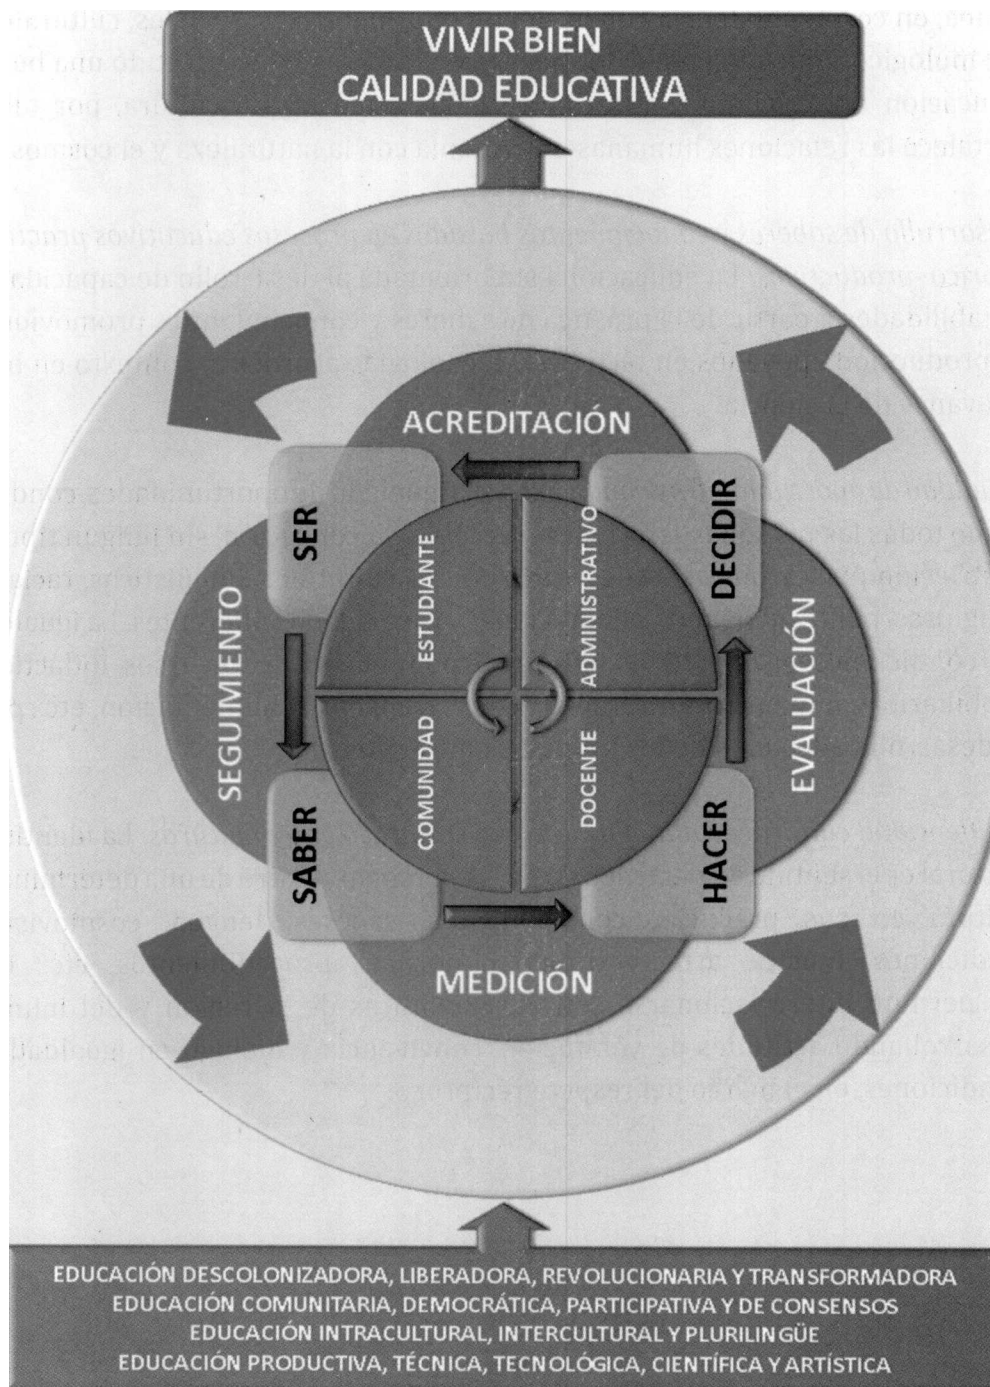 VIVIR BIEN
CALIDAD EDUCATIVA
ACREDITACIÓN
SER
DECIDIR
ESTUDIANTE
ADMINISTRATIVO
SEGUIMIENTO
EVALUACIÓN
COMUNIDAD
DOCENTE
SABER
HACER
MEDICIÓN
EDUCACIÓN DESCOLONIZADORA, LIBERADORA, REVOLUCIONARIA Y TRANSFORMADORA
EDUCACIÓN COMUNITARIA, DEMOCRÁTICA, PARTICIPATIVA Y DE CONSENSOS
EDUCACIÓN INTRACULTURAL, INTERCULTURAL Y PLURILINGÜE
EDUCACIÓN PRODUCTIVA, TÉCNICA, TECNOLÓGICA, CIENTÍFICA Y ARTÍSTICA